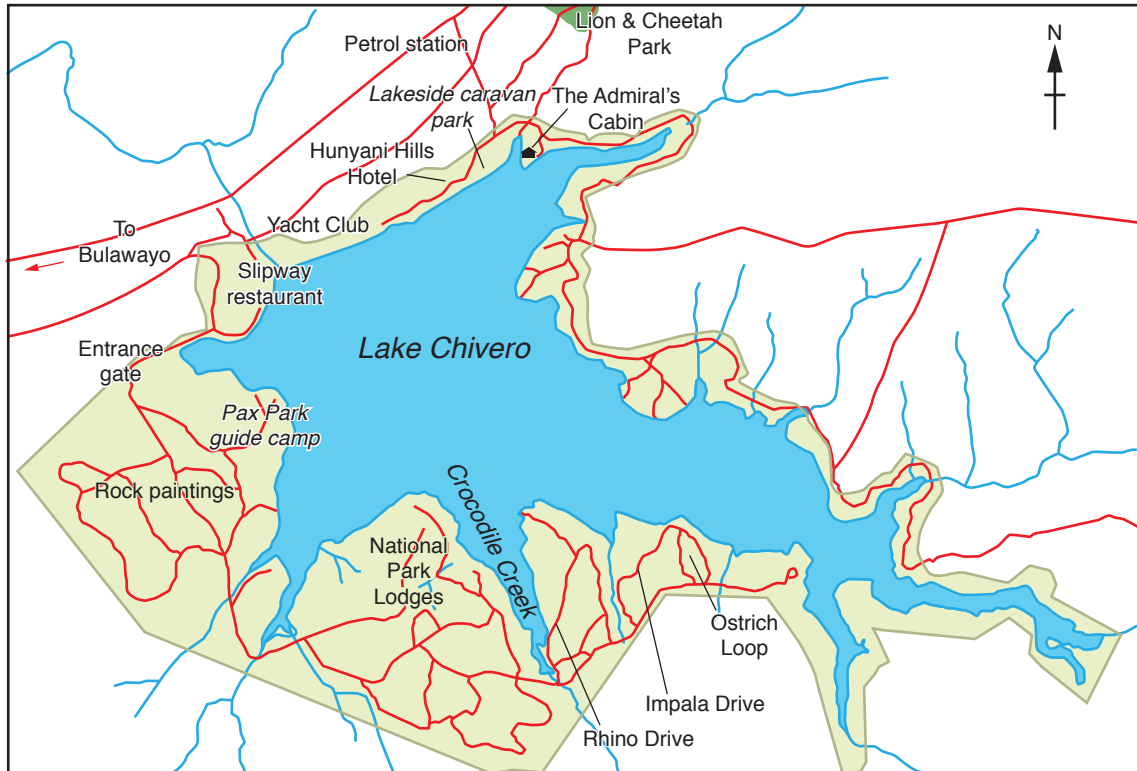 Lion & Cheetah
Park
N
Petrol station
Lakeside caravan
park
The Admiral's
Cabin
Hunyani Hills
Hotel
Yacht Club
To
Bulawayo
Slipway
restaurant
Entrance
gate
Lake Chivero
Pax Park
guide camp
Rock paintings
Crocodile Creek
National
Park
Lodges
Ostrich
Loop
Impala Drive
Rhino Drive